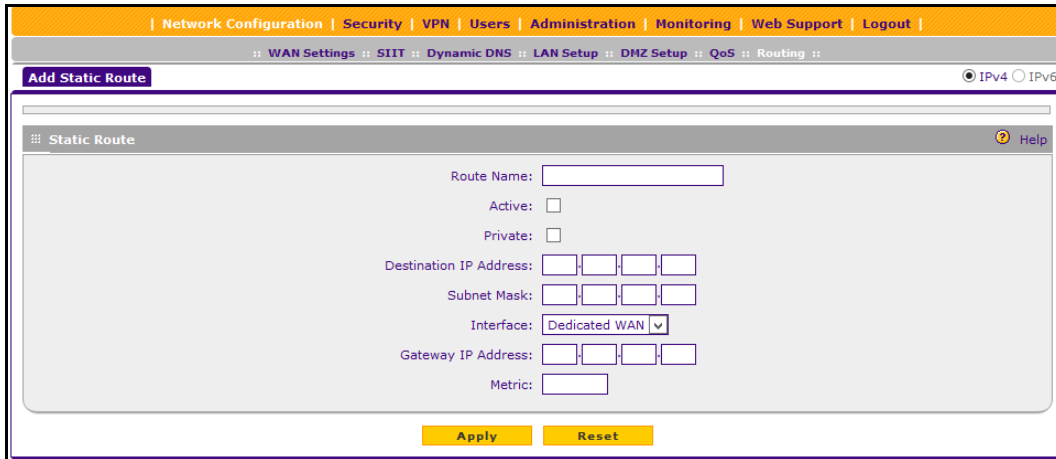 | Network Configuration | Security | VPN | Users | Administration | Monitoring | Web Support | Logout |
:: WAN Settings :: SIIT :: Dynamic DNS :: LAN Setup :: DMZ Setup :: QoS :: Routing ::
Add Static Route IPv4 IPv6
Static Route ? Help
Route Name:
Active:
Private:
Destination IP Address: . . .
Subnet Mask: . . .
Interface: Dedicated WAN
Gateway IP Address: . . .
Metric:
Apply Reset